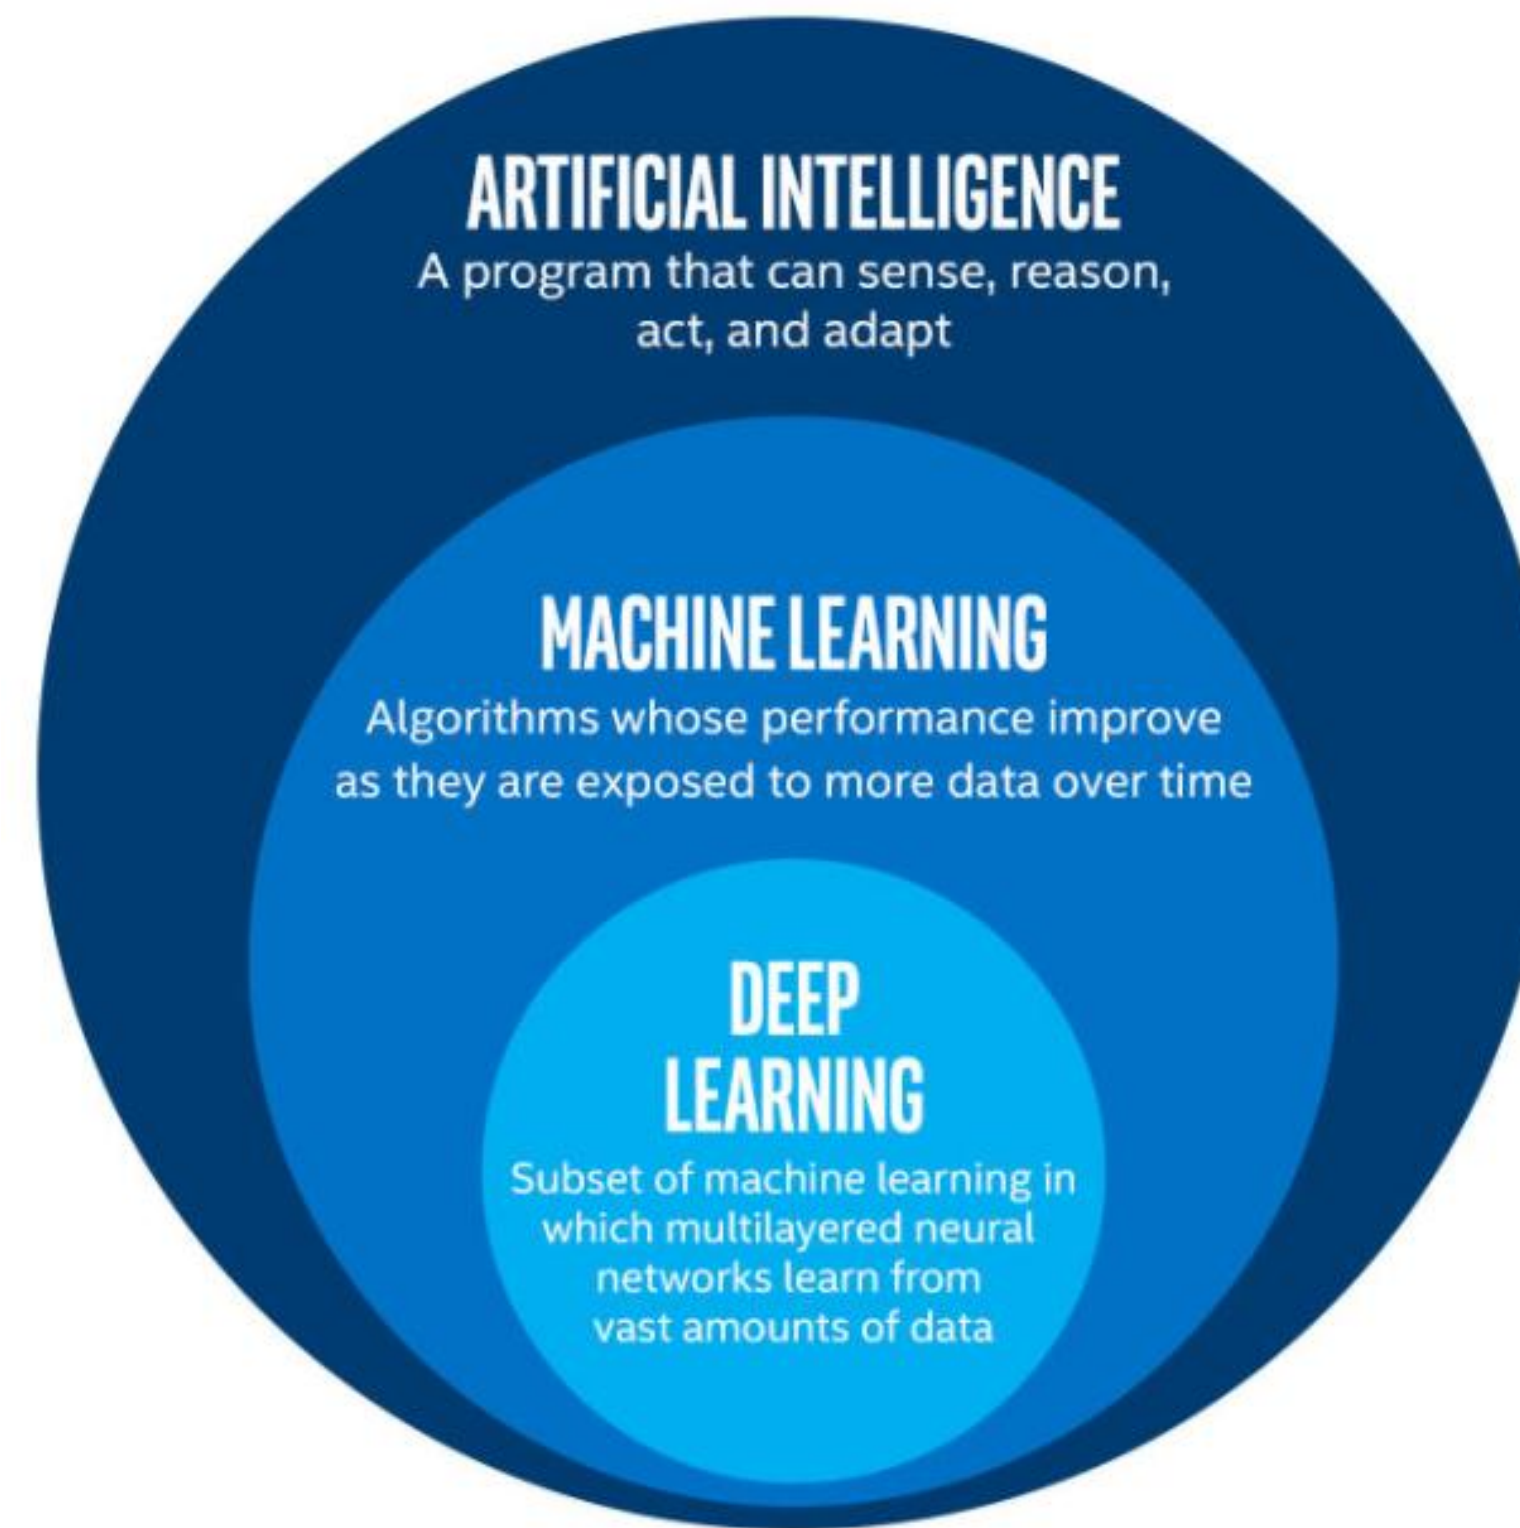 ARTIFICIAL INTELLIGENCE
A program that can sense, reason,
act, and adapt
MACHINE LEARNING
Algorithms whose performance improve
as they are exposed to more data over time
DEEP
LEARNING
Subset of machine learning in
which multilayered neural
networks learn from
vast amounts of data